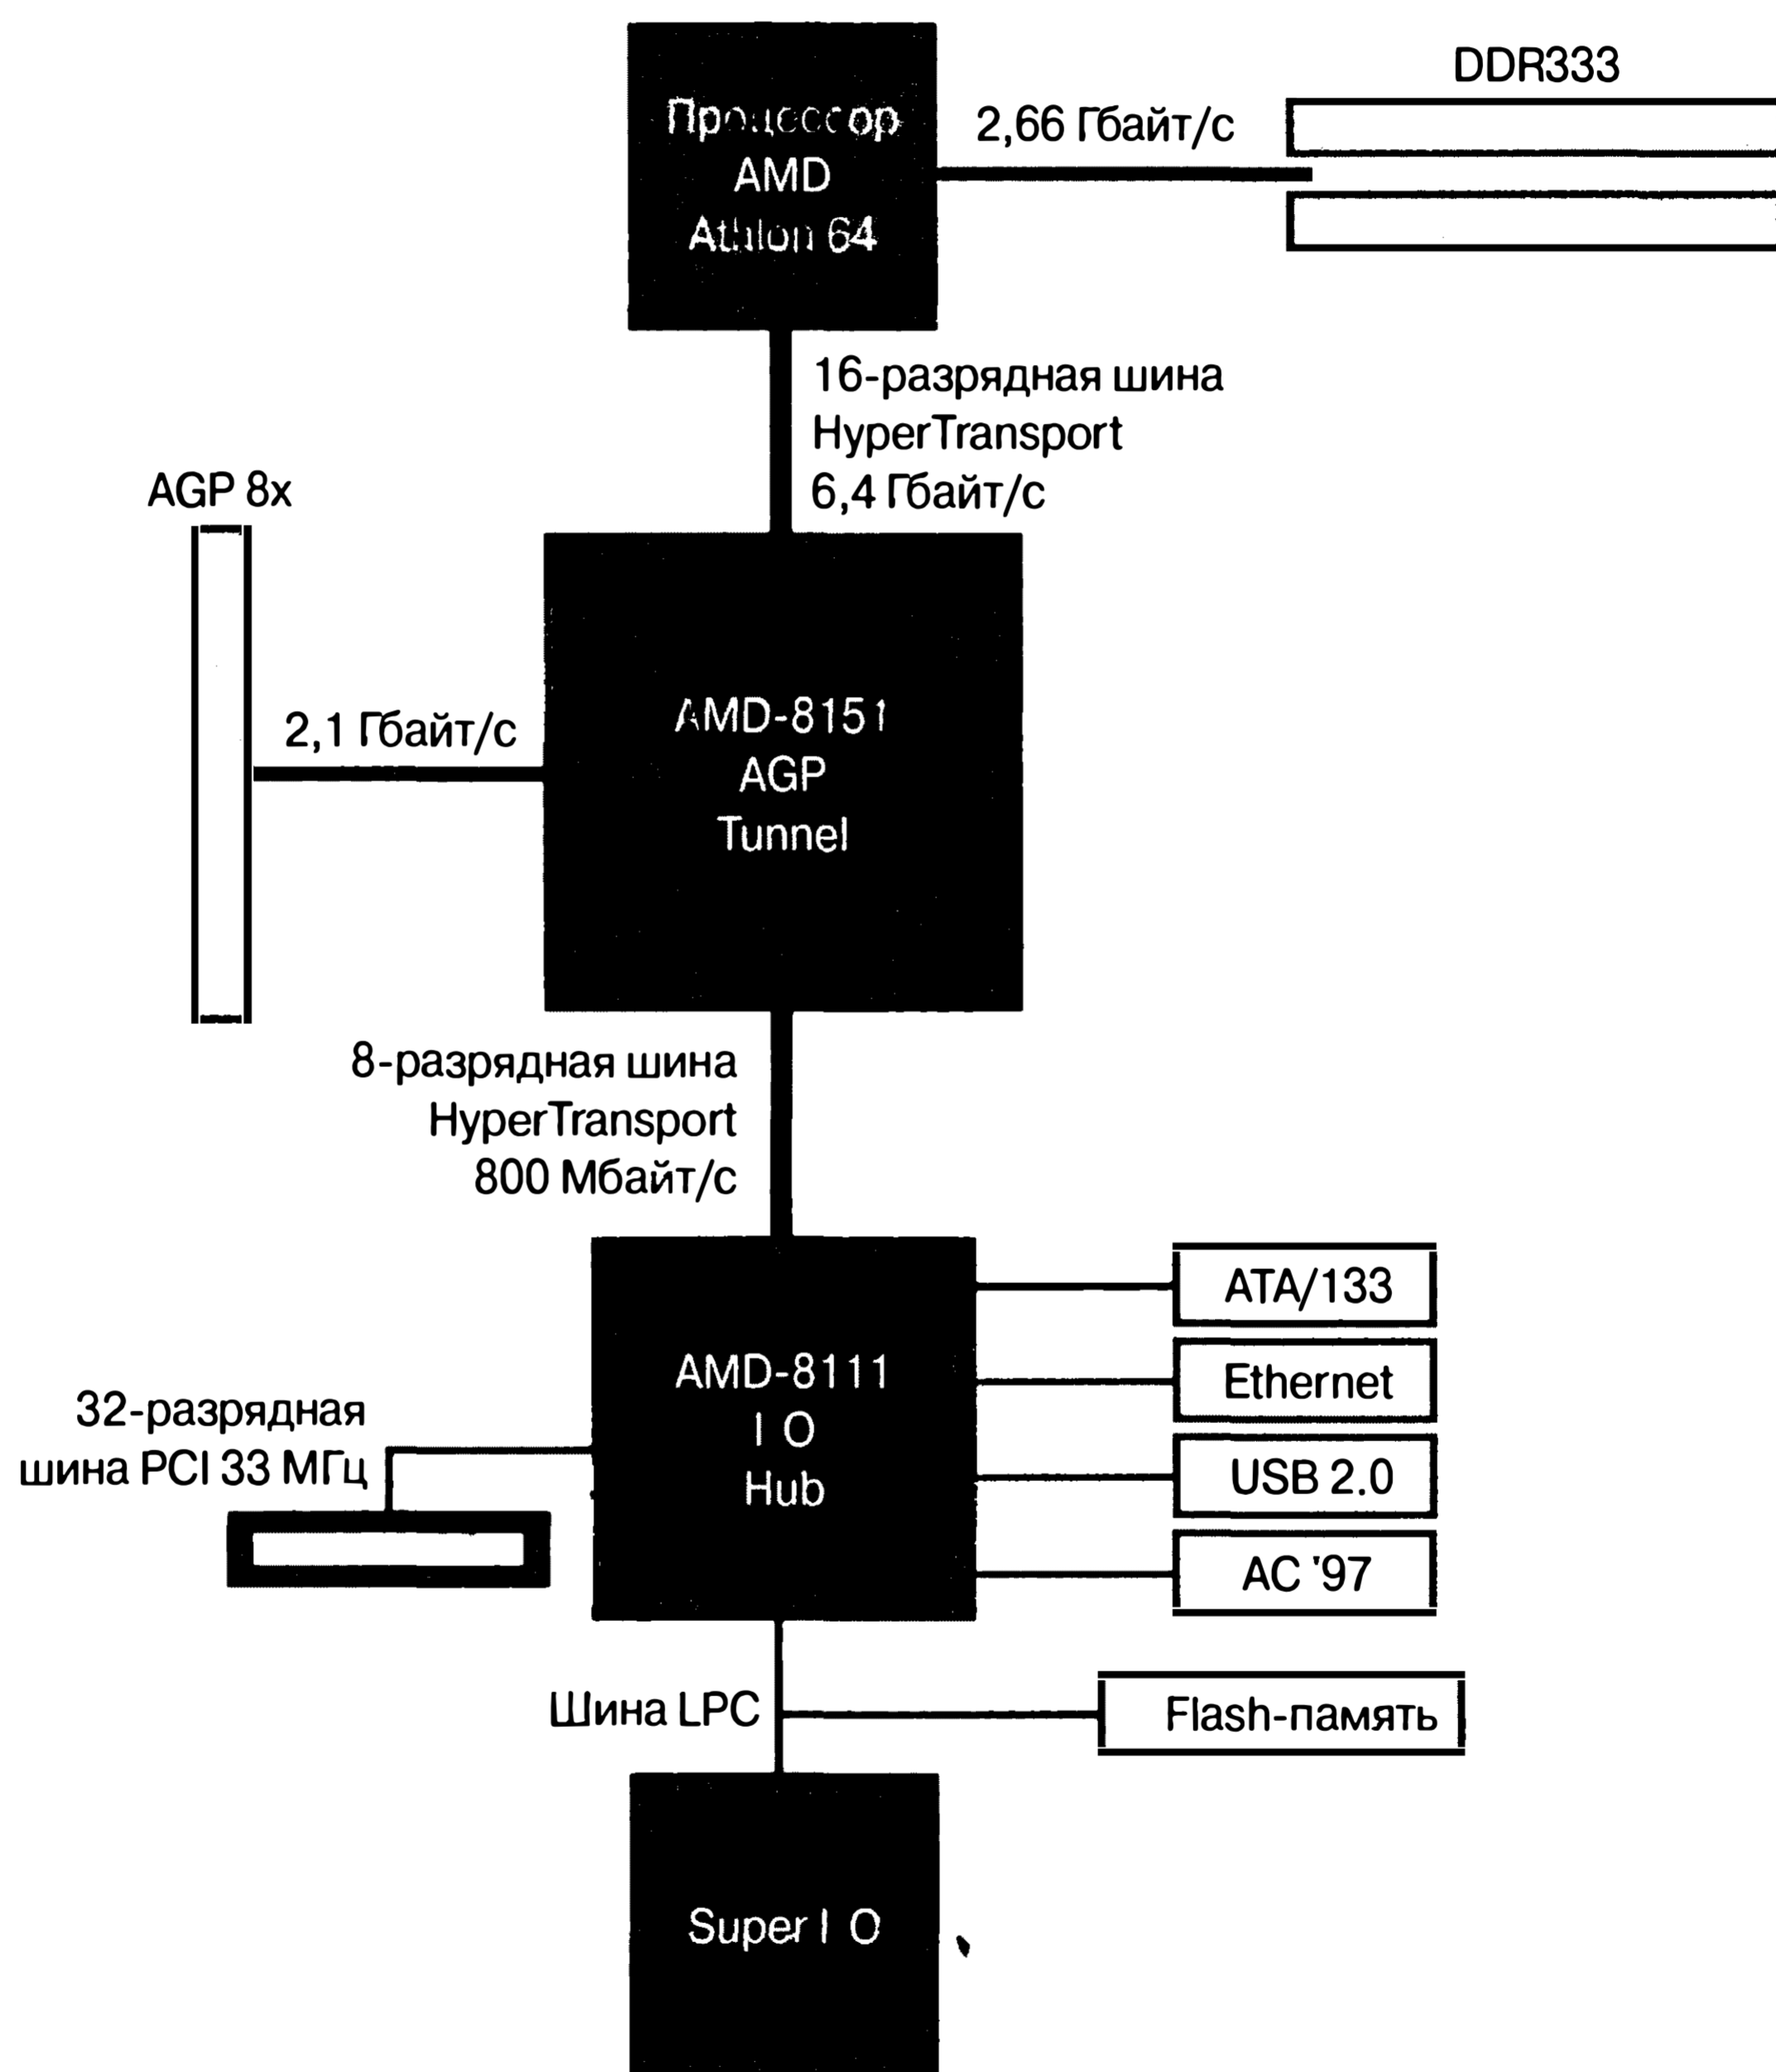 Процессор
AMD
Athlon 64
2,66 Гбайт/с
DDR333
16-разрядная шина
HyperTransport
6,4 Гбайт/с
AGP 8x
2,1 Гбайт/с
AMD-8151
AGP
Tunnel
8-разрядная шина
HyperTransport
800 Мбайт/с
ATA/133
Ethernet
USB 2.0
AC '97
AMD-8111
I O
Hub
32-разрядная
шина PCI 33 МГц
Шина LPC
Flash-память
Super I O